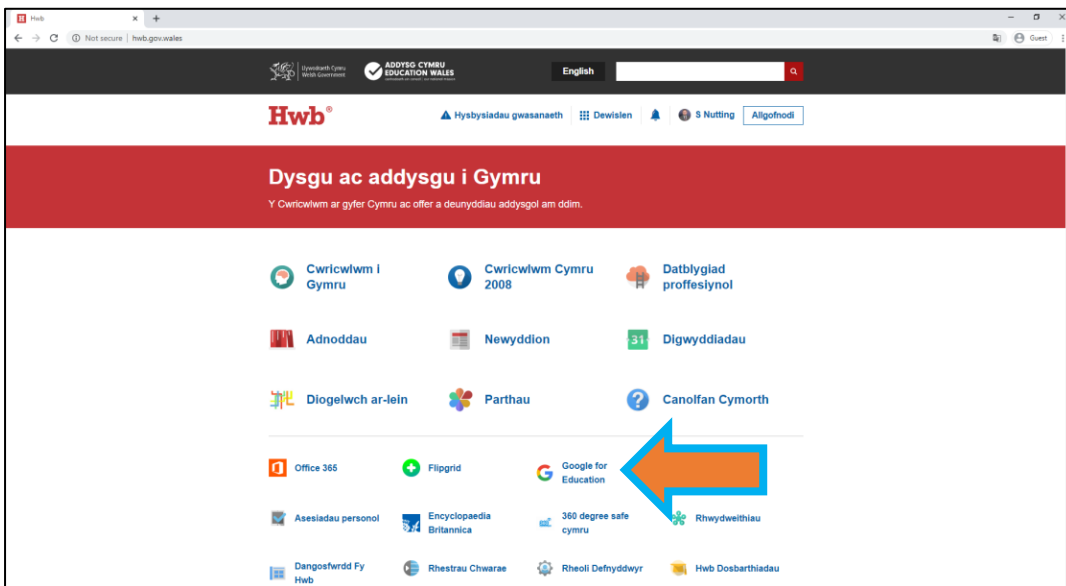 Hwb
Not secure | hwb.gov.wales
Guest
Llywodraeth Cymru
Welsh Government
ADDYSG CYMRU
EDUCATION WALES
English
Hwb®
Hysbysiadau gwasanaeth
Dewislen
S Nutting
Allgofnodi
Dysgu ac addysgu i Gymru
Y Cwricwlwm ar gyfer Cymru ac offer a deunyddiau addysgol am ddim.
Cwricwlwm i
Gymru
Cwricwlwm Cymru
2008
Datblygiad
proffesiynol
Adnoddau
Newyddion
31
Digwyddiadau
Diogelwch ar-lein
Parthau
?
Canolfan Cymorth
Office 365
Flipgrid
Google for
Education
Asesiadau personol
Encyclopaedia
Britannica
360 degree safe
cymru
Rhwydweithiau
Dangosfwrdd Fy
Hwb
Rhestrau Chwarae
Rheoli Defnyddwyr
Hwb Dosbarthiadau